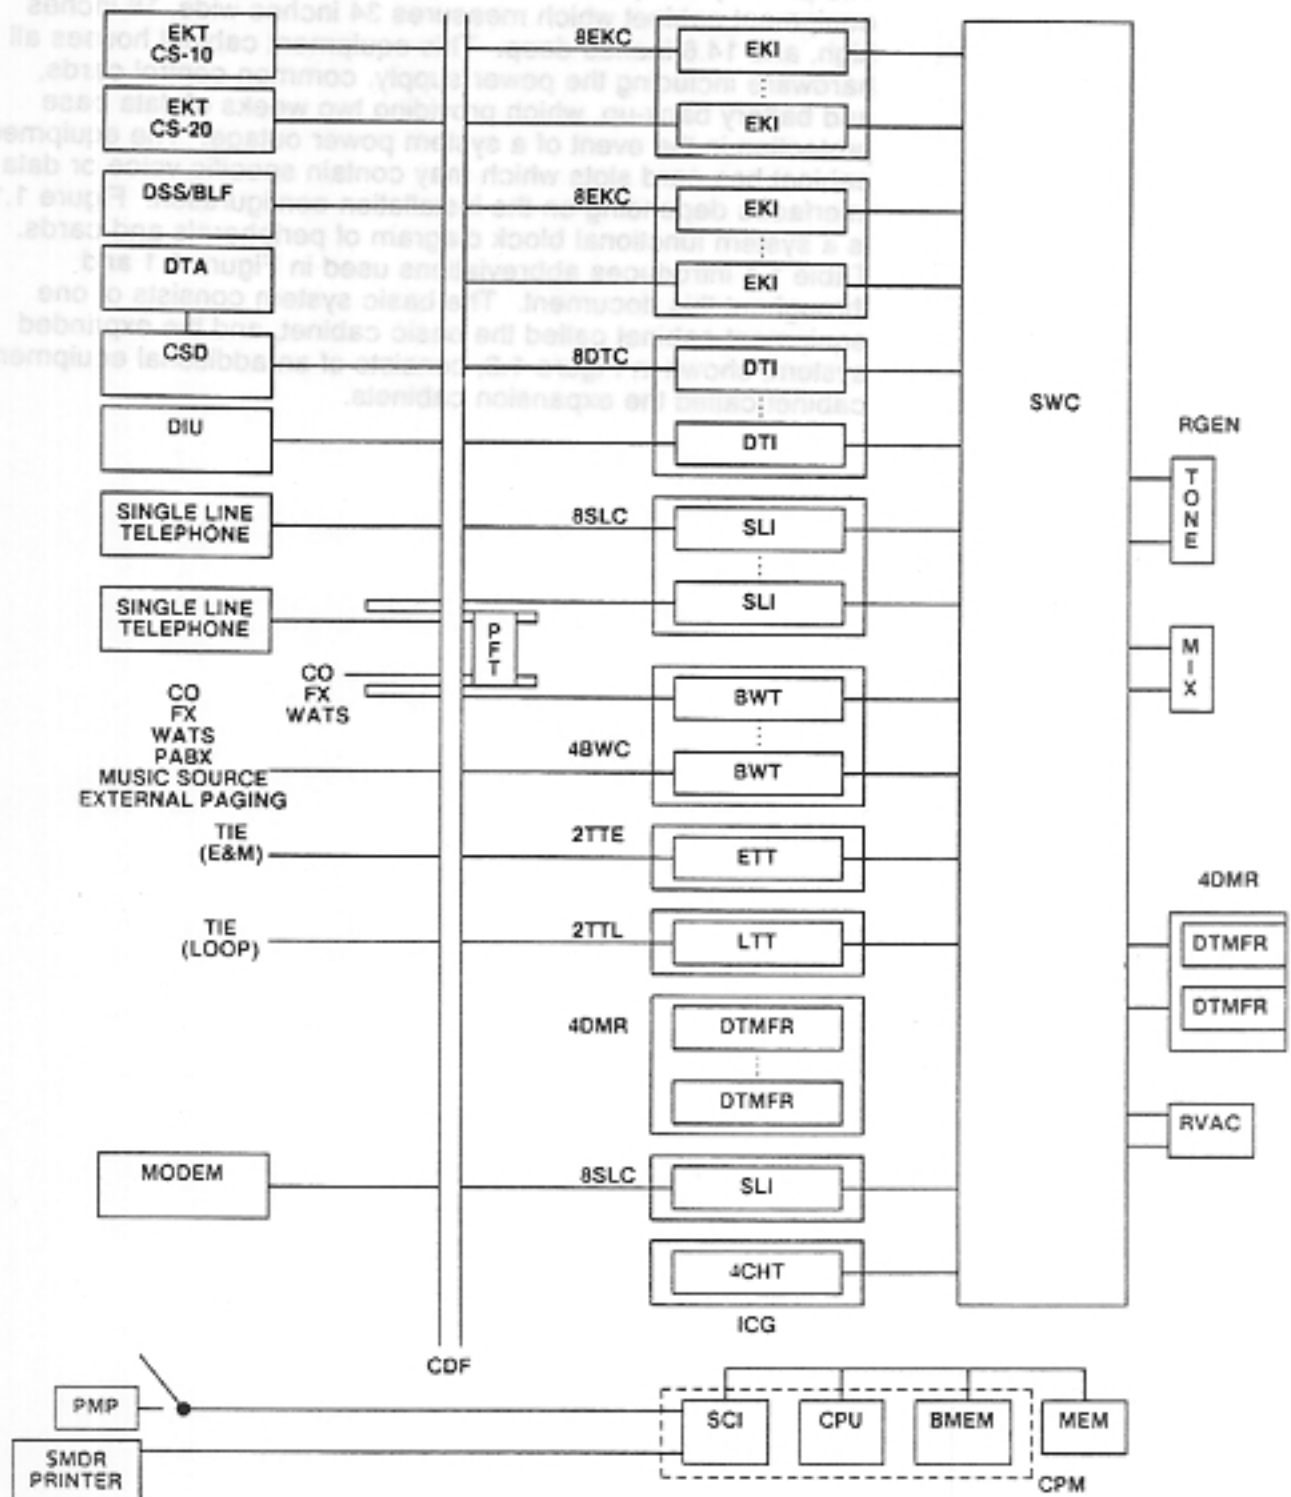 EKT
CS-10
EKT
CS-20
DSS/BLF
DTA
CSD
DIU
SINGLE LINE
TELEPHONE
SINGLE LINE
TELEPHONE
CO
FX
WATS
CO
FX
WATS
PABX
MUSIC SOURCE
EXTERNAL PAGING
TIE
(E&M)
TIE
(LOOP)
MODEM
PFT
CDF
8EKC
EKI
EKI
8EKC
EKI
EKI
8DTC
DTI
DTI
8SLC
SLI
SLI
BWT
4BWC
BWT
2TTE
ETT
2TTL
LTT
4DMR
DTMFR
DTMFR
8SLC
SLI
4CHT
ICG
SWC
RGEN
TONE
MIX
4DMR
DTMFR
DTMFR
RVAC
PMP
SMDR
PRINTER
SCI
CPU
BMEM
MEM
CPM